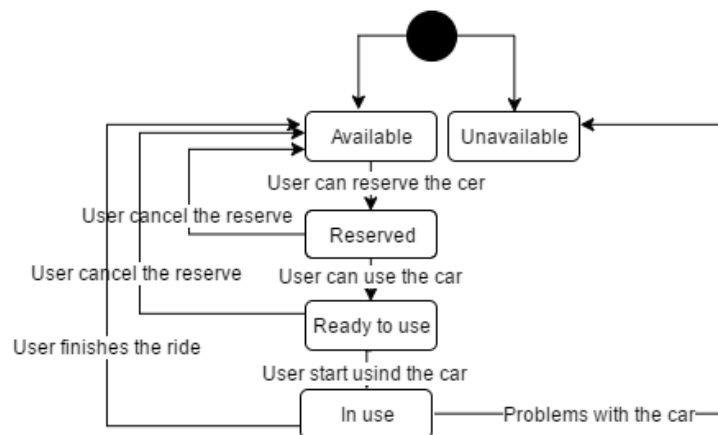 Available
Unavailable
User can reserve the cer
User cancel the reserve
Reserved
User cancel the reserve
User can use the car
Ready to use
User finishes the ride
User start usind the car
In use
Problems with the car